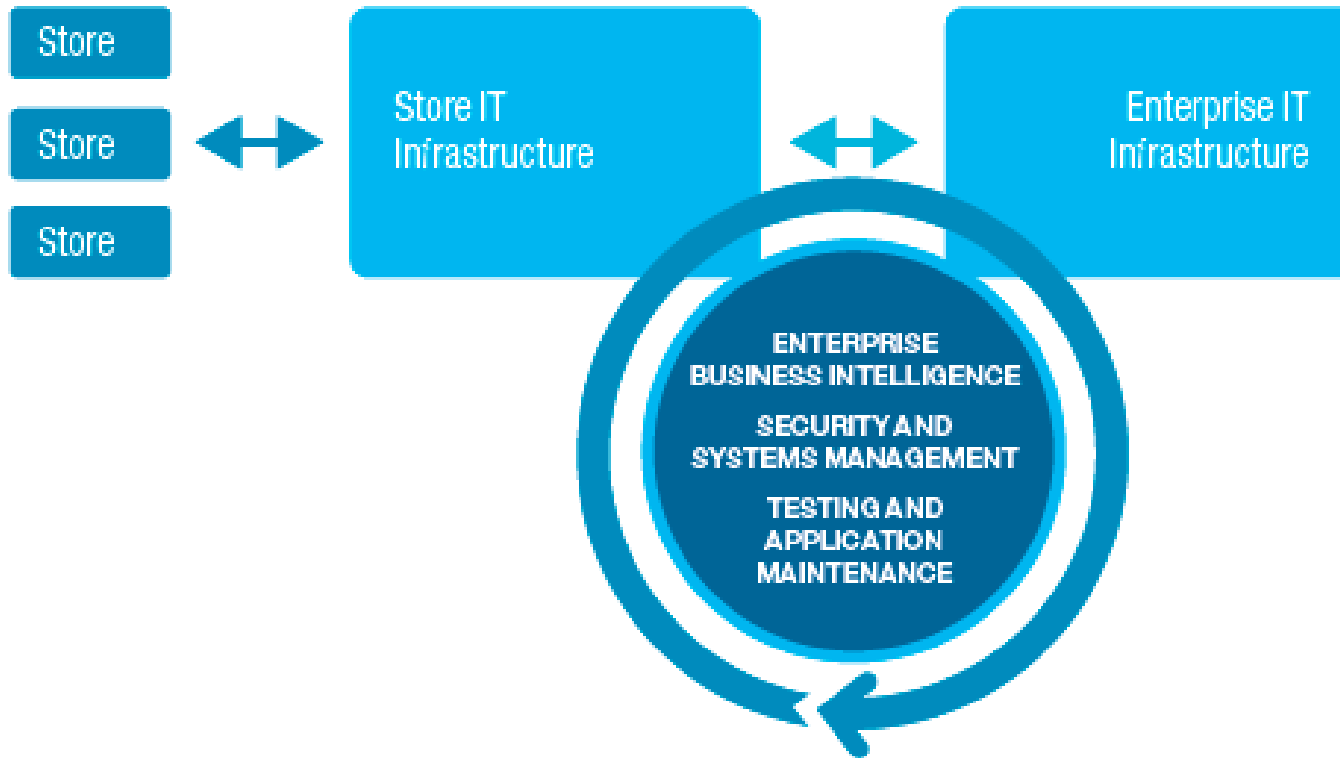 Store
Store
Store
Store IT
Infrastructure
Enterprise IT
Infrastructure
ENTERPRISE
BUSINESS INTELLIGENCE
SECURITY AND
SYSTEMS MANAGEMENT
TESTING AND
APPLICATION
MAINTENANCE